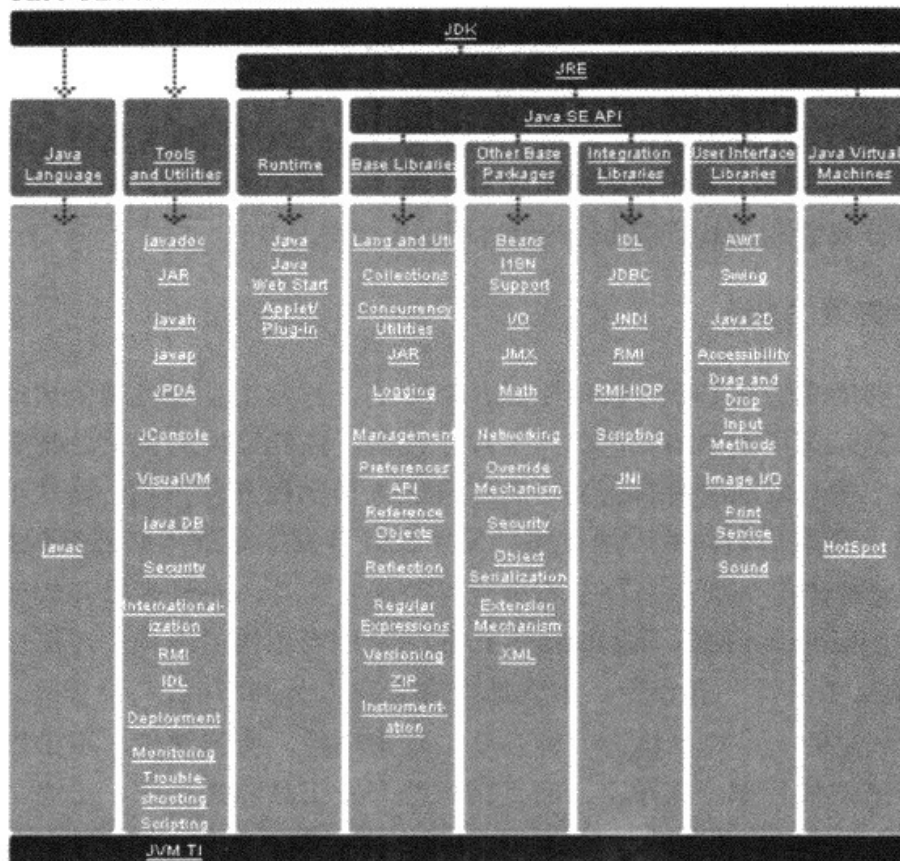 JDK
JRE
Java SE API
Java
Language
Tools
and Utilities
Runtime
Base Libraries
Other Base
Packages
Integration
Libraries
User Interface
Libraries
Java Virtual
Machines
javac
javadoc
JAR
javah
javap
JPDA
JConsole
VisualVM
java DB
Security
International-
ization
RMI
IDL
Deployment
Monitoring
Trouble-
shooting
Scripting
Java
Java
Web Start
Applet/
Plug-in
Lang and Util
Collections
Concurrency
Utilities
JAR
Logging
Management
Preferences
API
Reference
Objects
Reflection
Regular
Expressions
Versioning
ZIP
Instrument-
ation
Beans
I18N
Support
I/O
JMX
Math
Networking
Override
Mechanism
Security
Object
Serialization
Extension
Mechanism
XML
IDL
JDBC
JNDI
RMI
RMI-IIOP
Scripting
JNI
AWT
Swing
Java 2D
Accessibility
Drag and
Drop
Input
Methods
Image I/O
Print
Service
Sound
HotSpot
JVM TI